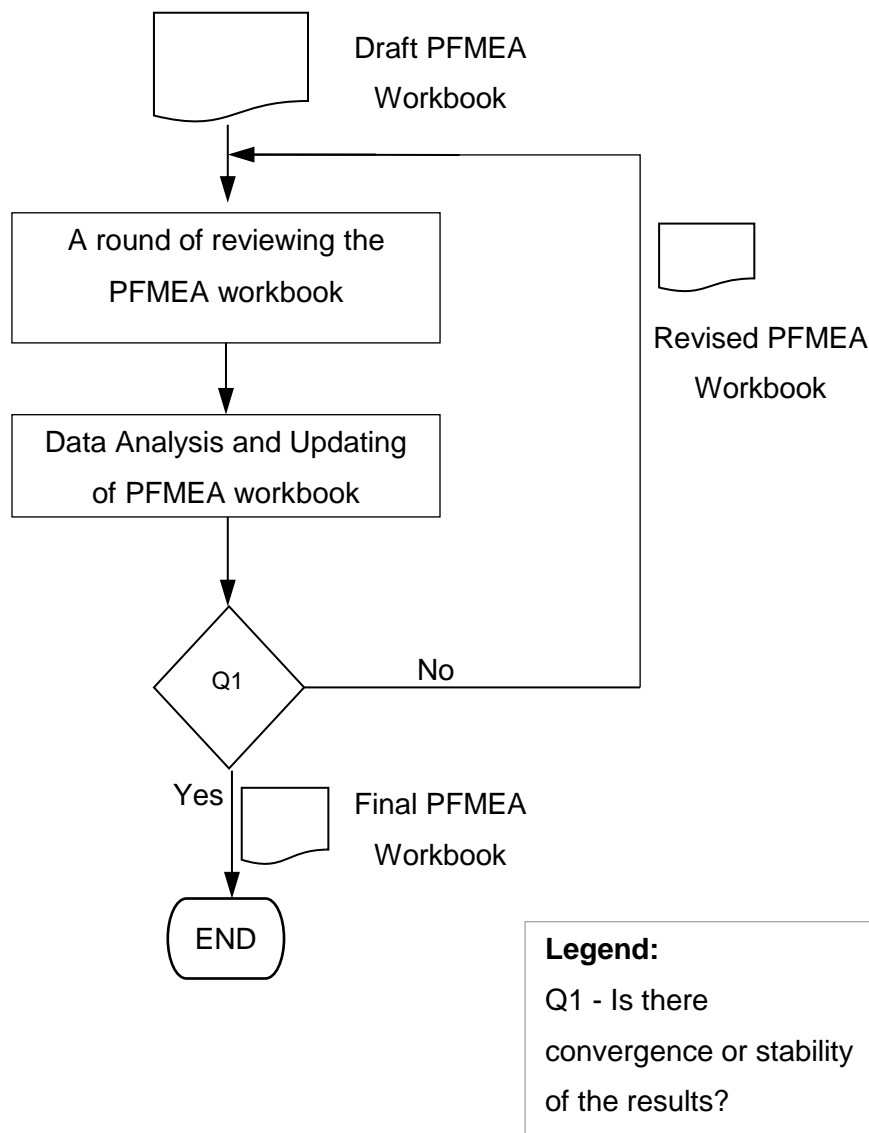 Draft PFMEA
Workbook
A round of reviewing the
PFMEA workbook
Revised PFMEA
Workbook
Data Analysis and Updating
of PFMEA workbook
Q1
No
Yes
Final PFMEA
Workbook
END
Legend:
Q1 - Is there
convergence or stability
of the results?